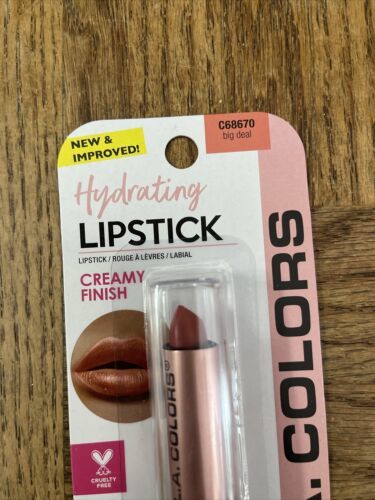 C68670
big deal
NEW &
IMPROVED!
Hydrating
LIPSTICK
LIPSTICK / ROUGE À LÈVRES / LABIAL
CREAMY
FINISH
CRUELTY
FREE
.A. COLORS®
. COLORS